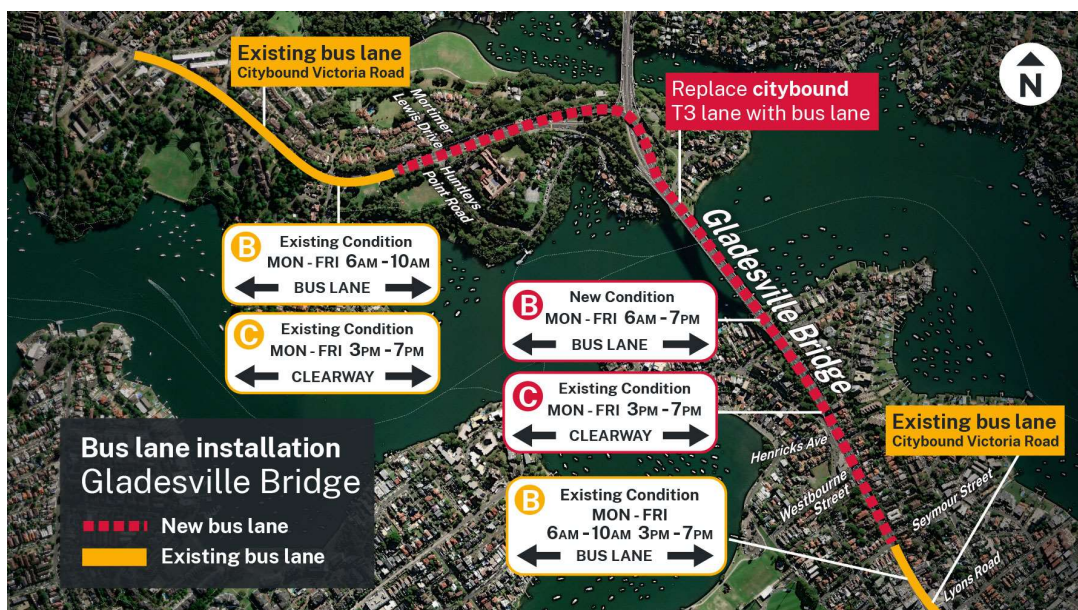 Existing bus lane
Citybound Victoria Road
N
Replace citybound
T3 lane with bus lane
Mortimer
Lewis Drive
Huntleys
Point Road
Gladesville Bridge
B
Existing Condition
MON - FRI 6AM - 10AM
BUS LANE
C
Existing Condition
MON - FRI 3PM - 7PM
CLEARWAY
B
New Condition
MON - FRI 6AM - 7PM
BUS LANE
C
Existing Condition
MON - FRI 3PM - 7PM
CLEARWAY
Existing bus lane
Citybound Victoria Road
Henricks Ave
Westbourne
Street
Seymour Street
Lyons Road
B
Existing Condition
MON - FRI
6AM - 10AM 3PM - 7PM
BUS LANE
Bus lane installation
Gladesville Bridge
New bus lane
Existing bus lane